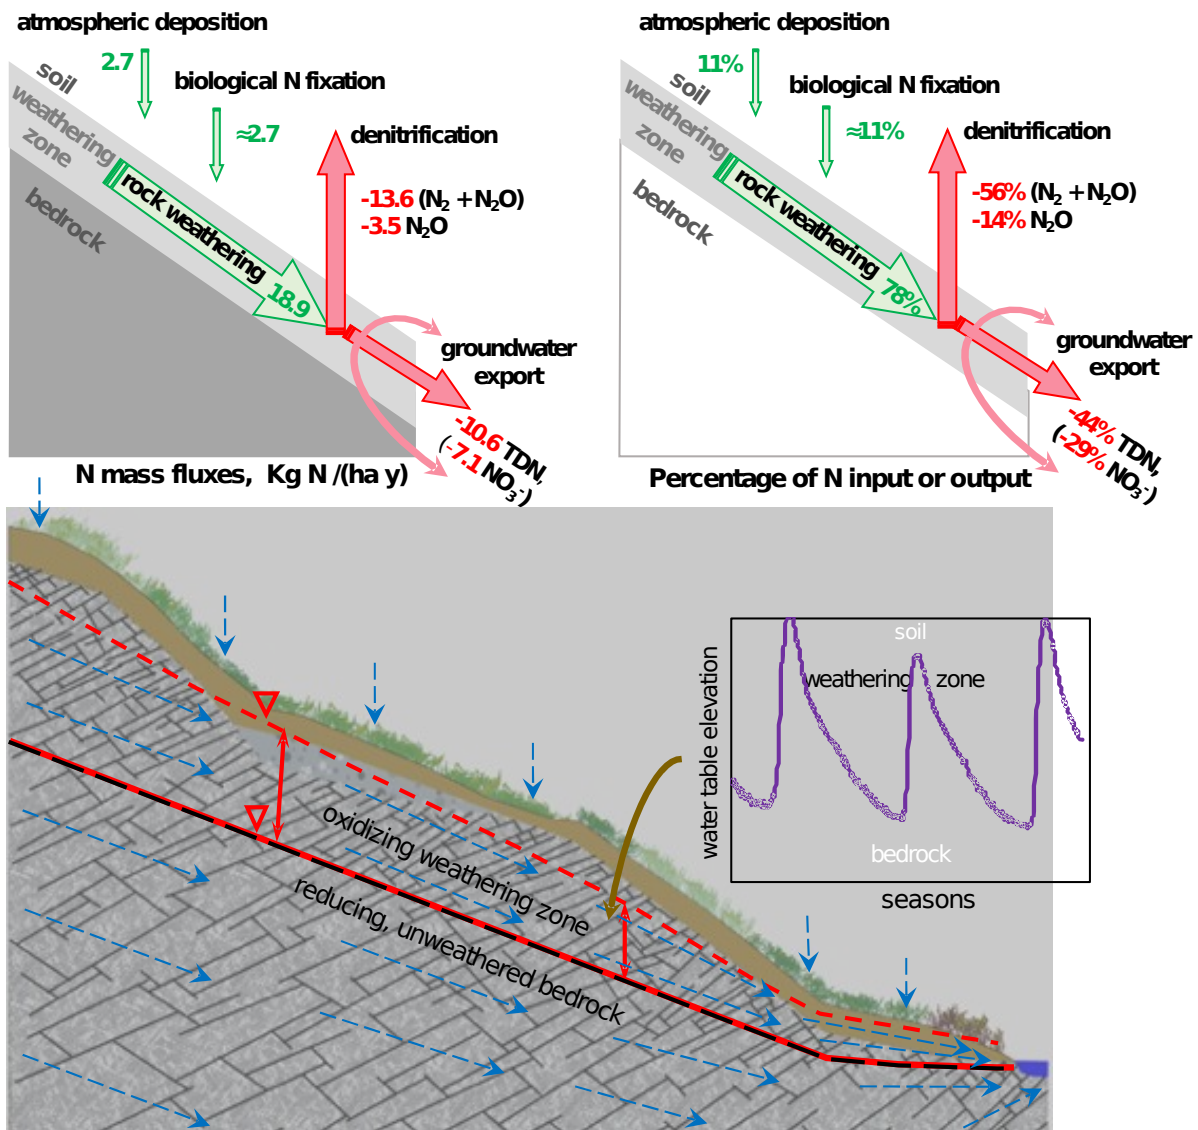 atmospheric deposition
2.7
soil
biological N fixation
≈2.7
weathering
zone
denitrification
rock weathering
18.9
-13.6 (N₂ + N₂O)
-3.5 N₂O
bedrock
groundwater
export
-10.6 TDN,
(-7.1 NO₃⁻)
N mass fluxes, Kg N /(ha y)
atmospheric deposition
11%
soil
biological N fixation
≈11%
weathering
zone
denitrification
rock weathering
78%
-56% (N₂ + N₂O)
-14% N₂O
bedrock
groundwater
export
-44% TDN,
(-29% NO₃⁻)
Percentage of N input or output
oxidizing weathering zone
reducing, unweathered bedrock
water table elevation
soil
weathering zone
bedrock
seasons